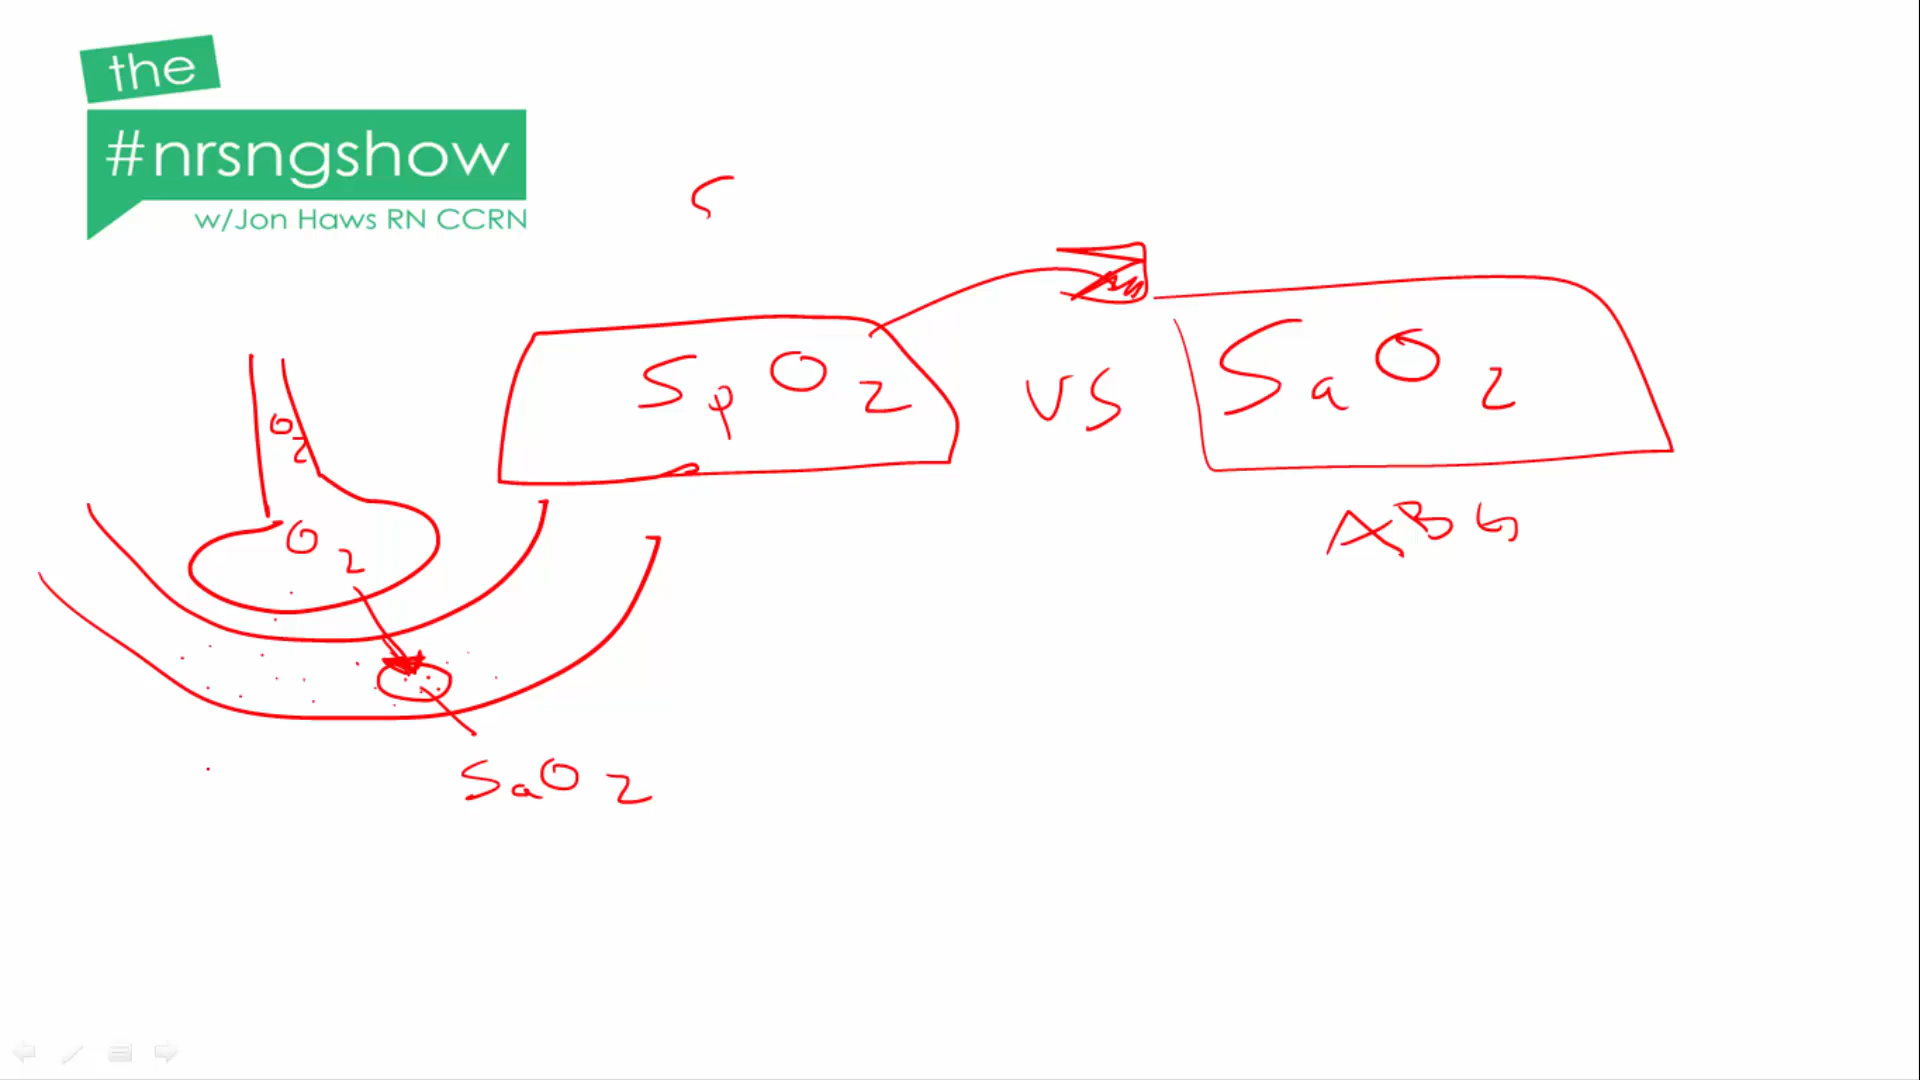 the
#nrsngshow
w/Jon Haws RN CCRN
S
SpO2 vs SaO2
O2
ABG
O2
SaO2